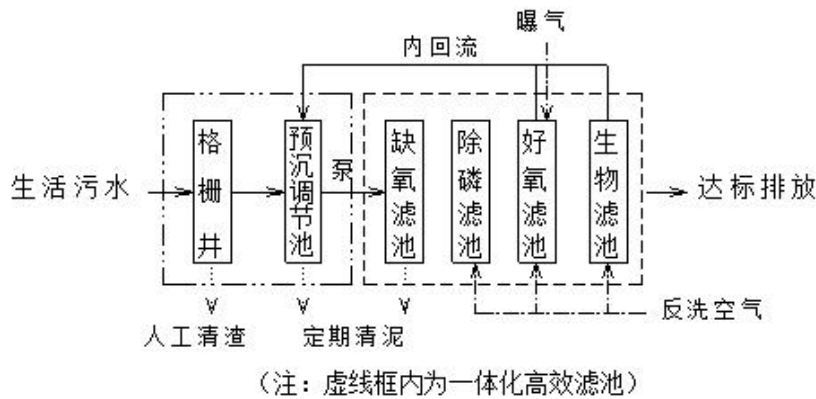 曝气
内回流
生活污水
格栅井
预沉调节池
泵
缺氧滤池
除磷滤池
好氧滤池
生物滤池
达标排放
人工清渣
定期清泥
反洗空气
（注：虚线框内为一体化高效滤池）